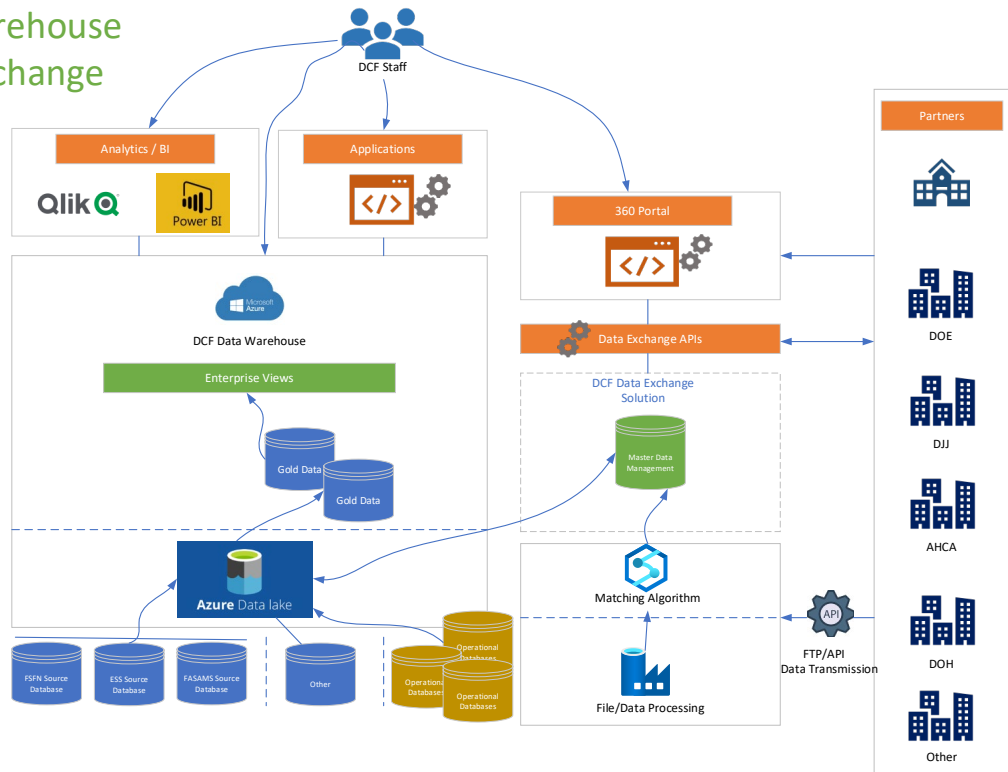 rehouse
change
DCF Staff
Analytics / BI
Applications
Partners
Qlik
Power BI
</>
360 Portal
</>
Microsoft
Azure
DCF Data Warehouse
Data Exchange APIs
DOE
Enterprise Views
DCF Data Exchange
Solution
Gold Data
Gold Data
Master Data
Management
DJJ
AHCA
Azure Data lake
Matching Algorithm
API
FTP/API
Data Transmission
DOH
FSFN Source
Database
ESS Source
Database
FASAMS Source
Database
Other
Operational
Databases
Operational
Databases
Operational
Databases
File/Data Processing
Other